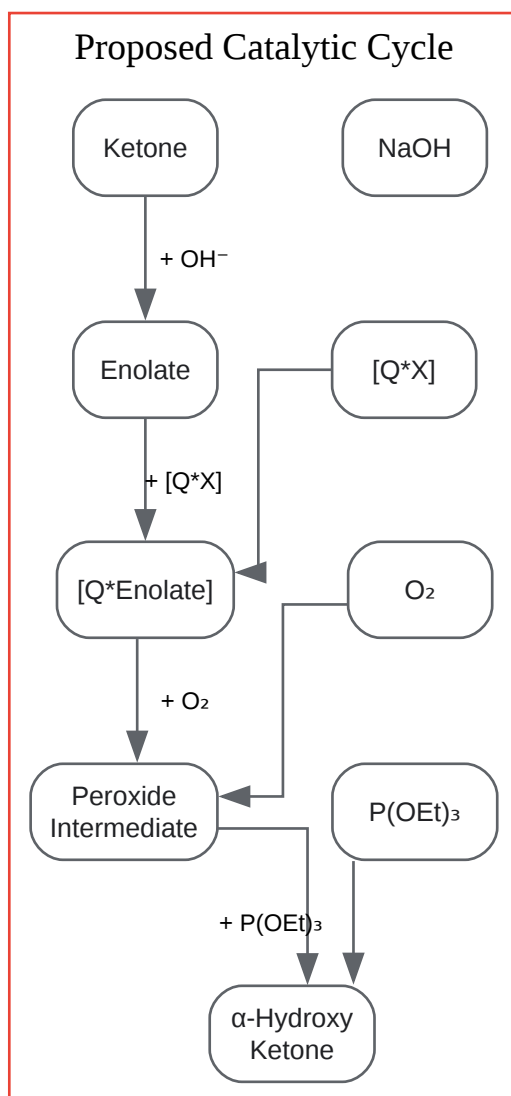 Proposed Catalytic Cycle
Ketone
NaOH
+ OH⁻
Enolate
[Q*X]
+ [Q*X]
[Q*Enolate]
O₂
+ O₂
Peroxide
Intermediate
P(OEt)₃
+ P(OEt)₃
α-Hydroxy
Ketone